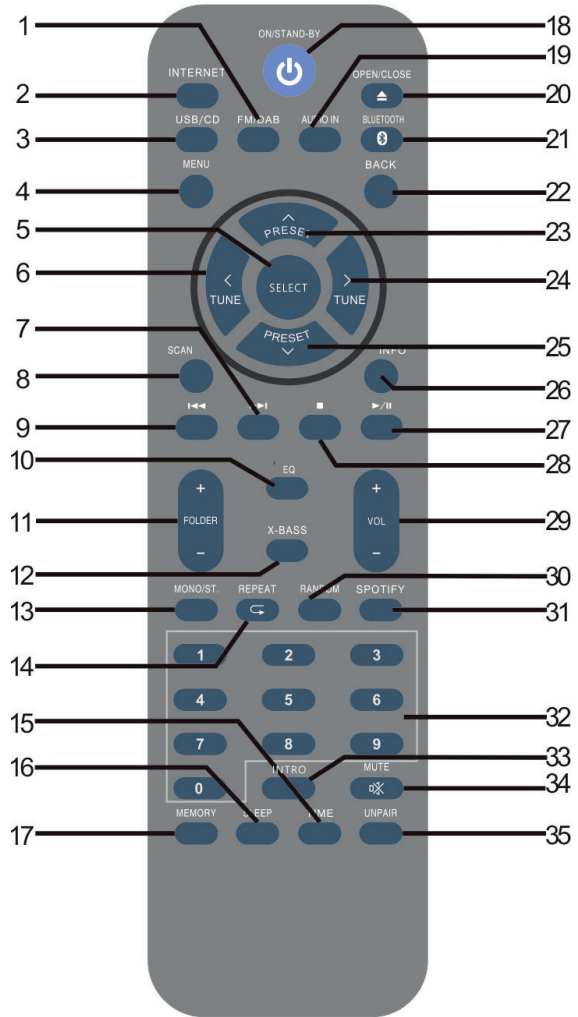 1
ON/STAND-BY
18
19
INTERNET
OPEN/CLOSE
2
20
USB/CD
FM/DAB
AUDIO IN
BLUETOOTH
3
21
MENU
BACK
4
22
5
PRESET
23
6
TUNE
SELECT
TUNE
24
7
PRESET
25
SCAN
INFO
8
26
9
27
10
EQ
28
+
+
11
FOLDER
VOL
29
−
−
X-BASS
12
30
MONO/ST.
REPEAT
RANDOM
SPOTIFY
13
31
14
1
2
3
4
5
6
15
32
7
8
9
16
33
INTRO
MUTE
0
34
MEMORY
SLEEP
TIME
UNPAIR
17
35